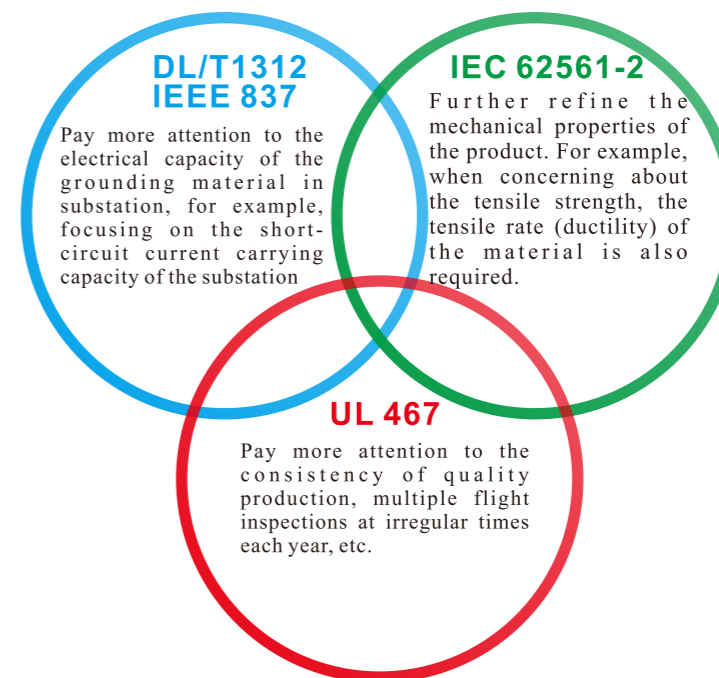 DL/T1312
IEEE 837
Pay more attention to the
electrical capacity of the
grounding material in
substation, for example,
focusing on the short-
circuit current carrying
capacity of the substation
IEC 62561-2
Further refine the
mechanical properties of
the product. For example,
when concerning about
the tensile strength, the
tensile rate (ductility) of
the material is also
required.
UL 467
Pay more attention to the
consistency of quality
production, multiple flight
inspections at irregular times
each year, etc.